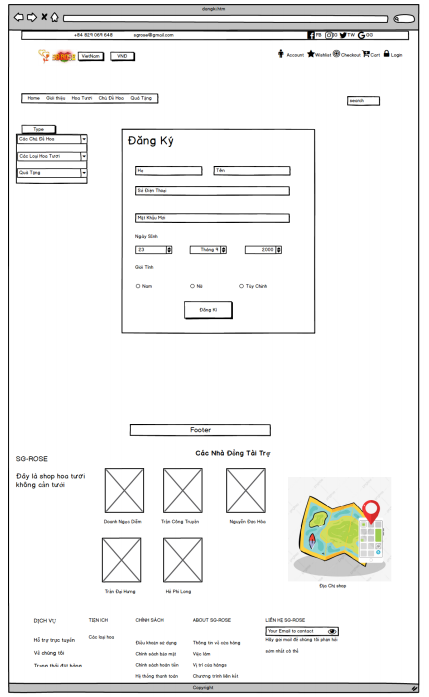 dangki.htm
+84 829 069 648
sgrose@gmail.com
FB IG TW GOO
VietNam
VND
Account Wishlist Checkout Cart Login
Home Giới thiệu Hoa Tươi Chủ Đề Hoa Quà Tặng
search
Type
Các Chủ Đề Hoa
Các Loại Hoa Tươi
Quà Tặng
Đăng Ký
Họ
Tên
Số Điện Thoại
Mật Khẩu Mới
Ngày SInh
23
Tháng 9
2000
Giới Tính
Nam
Nữ
Tùy Chỉnh
Đăng Kí
Footer
SG-ROSE
Các Nhà Đồng Tài Trợ
Đây là shop hoa tươi
không cần tưới
Doanh Ngạo Diễm
Trần Công Truyện
Nguyễn Đạo Hào
Trần Đại Hưng
Hà Phi Long
Địa Chỉ shop
DỊCH VỤ
TIỆN ÍCH
CHÍNH SÁCH
ABOUT SG-ROSE
LIÊN HỆ SG-ROSE
Your Email to contact
Hỗ trợ trực tuyến
Các loại hoa
Điều khoản sử dụng
Thông tin về cửa hàng
Hãy gọi mail để chúng tôi phản hồi
Về chúng tôi
Chính sách bảo mật
Việc làm
sớm nhất có thể
Trạng thái đặt hàng
Chính sách hoàn tiền
Vị trí cửa hàngs
Hệ thống thanh toán
Chương trình liên kết
Copyright